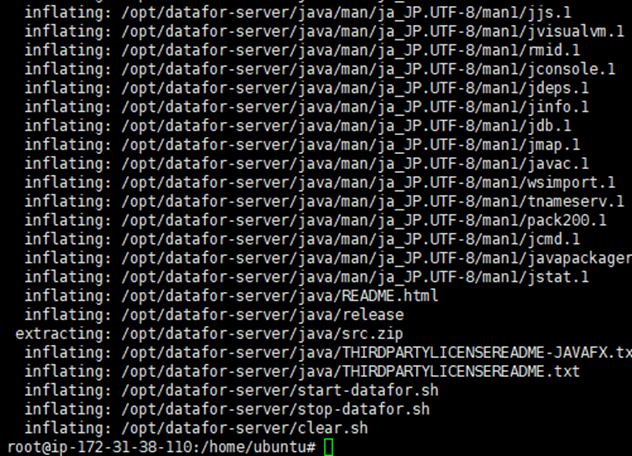 inflating: /opt/datafor-server/java/man/ja_JP.UTF-8/man1/jjs.1
inflating: /opt/datafor-server/java/man/ja_JP.UTF-8/man1/jvisualvm.1
inflating: /opt/datafor-server/java/man/ja_JP.UTF-8/man1/rmid.1
inflating: /opt/datafor-server/java/man/ja_JP.UTF-8/man1/jconsole.1
inflating: /opt/datafor-server/java/man/ja_JP.UTF-8/man1/jdeps.1
inflating: /opt/datafor-server/java/man/ja_JP.UTF-8/man1/jinfo.1
inflating: /opt/datafor-server/java/man/ja_JP.UTF-8/man1/jdb.1
inflating: /opt/datafor-server/java/man/ja_JP.UTF-8/man1/jmap.1
inflating: /opt/datafor-server/java/man/ja_JP.UTF-8/man1/javac.1
inflating: /opt/datafor-server/java/man/ja_JP.UTF-8/man1/wsimport.1
inflating: /opt/datafor-server/java/man/ja_JP.UTF-8/man1/tnameserv.1
inflating: /opt/datafor-server/java/man/ja_JP.UTF-8/man1/pack200.1
inflating: /opt/datafor-server/java/man/ja_JP.UTF-8/man1/jcmd.1
inflating: /opt/datafor-server/java/man/ja_JP.UTF-8/man1/javapackager
inflating: /opt/datafor-server/java/man/ja_JP.UTF-8/man1/jstat.1
inflating: /opt/datafor-server/java/README.html
inflating: /opt/datafor-server/java/release
extracting: /opt/datafor-server/java/src.zip
inflating: /opt/datafor-server/java/THIRDPARTYLICENSEREADME-JAVAFX.tx
inflating: /opt/datafor-server/java/THIRDPARTYLICENSEREADME.txt
inflating: /opt/datafor-server/start-datafor.sh
inflating: /opt/datafor-server/stop-datafor.sh
inflating: /opt/datafor-server/clear.sh
root@ip-172-31-38-110:/home/ubuntu#